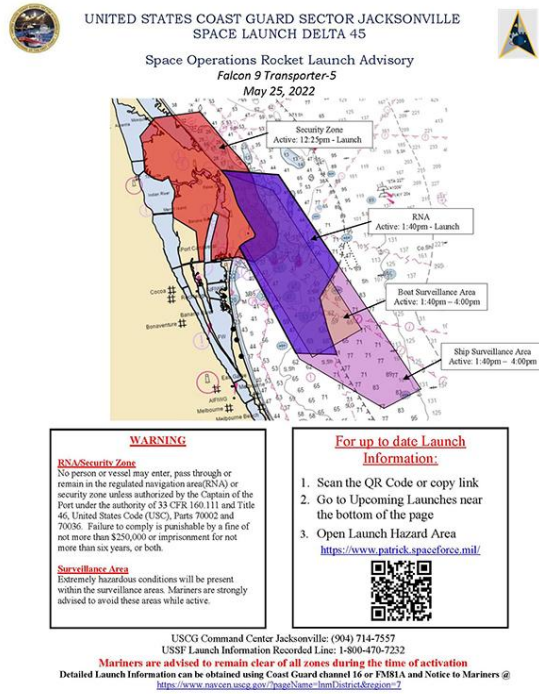 UNITED STATES COAST GUARD SECTOR JACKSONVILLE
SPACE LAUNCH DELTA 45
Space Operations Rocket Launch Advisory
Falcon 9 Transporter-5
May 25, 2022
Security Zone
Active: 12:25pm - Launch
RNA
Active: 1:40pm - Launch
Boat Surveillance Area
Active: 1:40pm – 4:00pm
Ship Surveillance Area
Active: 1:40pm – 4:00pm
Cocoa
Bonaventure
Melbourne
WARNING
RNA/Security Zone
No person or vessel may enter, pass through or
remain in the regulated navigation area(RNA) or
security zone unless authorized by the Captain of the
Port under the authority of 33 CFR 160.111 and Title
46, United States Code (USC), Parts 70002 and
70036. Failure to comply is punishable by a fine of
not more than $250,000 or imprisonment for not
more than six years, or both.
Surveillance Area
Extremely hazardous conditions will be present
within the surveillance areas. Mariners are strongly
advised to avoid these areas while active.
For up to date Launch
Information:
1. Scan the QR Code or copy link
2. Go to Upcoming Launches near
the bottom of the page
3. Open Launch Hazard Area
https://www.patrick.spaceforce.mil/
USCG Command Center Jacksonville: (904) 714-7557
USSF Launch Information Recorded Line: 1-800-470-7232
Mariners are advised to remain clear of all zones during the time of activation
Detailed Launch Information can be obtained using Coast Guard channel 16 or FM81A and Notice to Mariners @
https://www.navcen.uscg.gov/?pageName=lnmDistrict&region=7